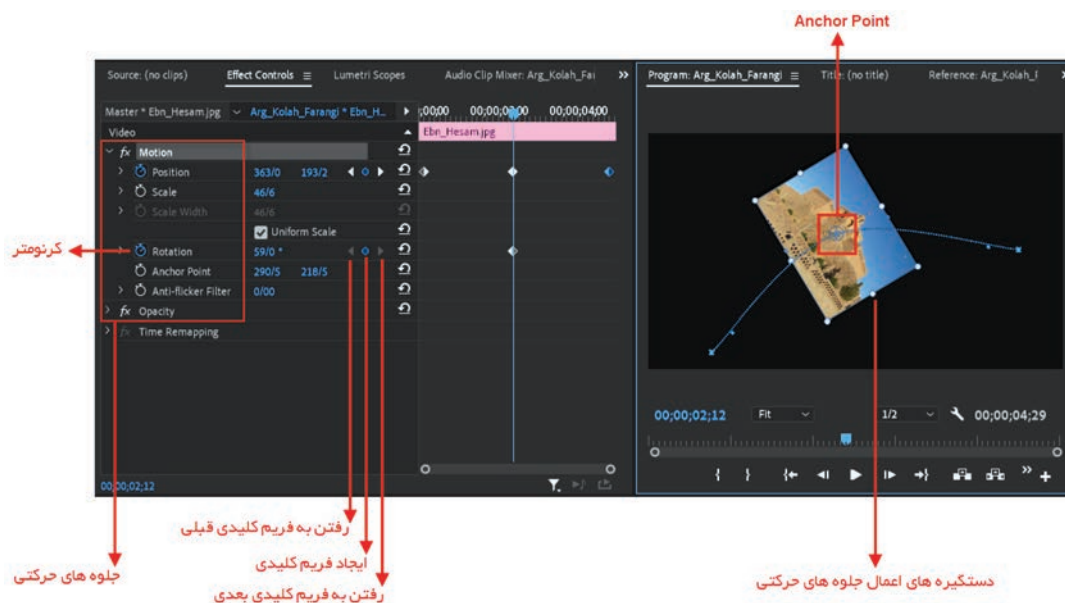 Anchor Point
Source: (no clips) Effect Controls Lumetri Scopes Audio Clip Mixer: Arg_Kolah_Fai
Program: Arg_Kolah_Farangi Title: (no title) Reference: Arg_Kolah_F
Master * Ebn_Hesam.jpg Arg_Kolah_Farangi * Ebn_H...
;00;00 00;00;02;00 00;00;04;00
Video
Ebn_Hesam.jpg
fx Motion
Position 363/0 193/2
Scale 46/6
Scale Width 46/6
Uniform Scale
Rotation 59/0 °
کرنومتر
Anchor Point 290/5 218/5
Anti-flicker Filter 0/00
fx Opacity
fx Time Remapping
00;00;02;12 Fit 1/2 00;00;04;29
00;00;02;12
رفتن به فریم کلیدی قبلی
ایجاد فریم کلیدی
رفتن به فریم کلیدی بعدی
جلوه های حرکتی
دستگیره های اعمال جلوه های حرکتی